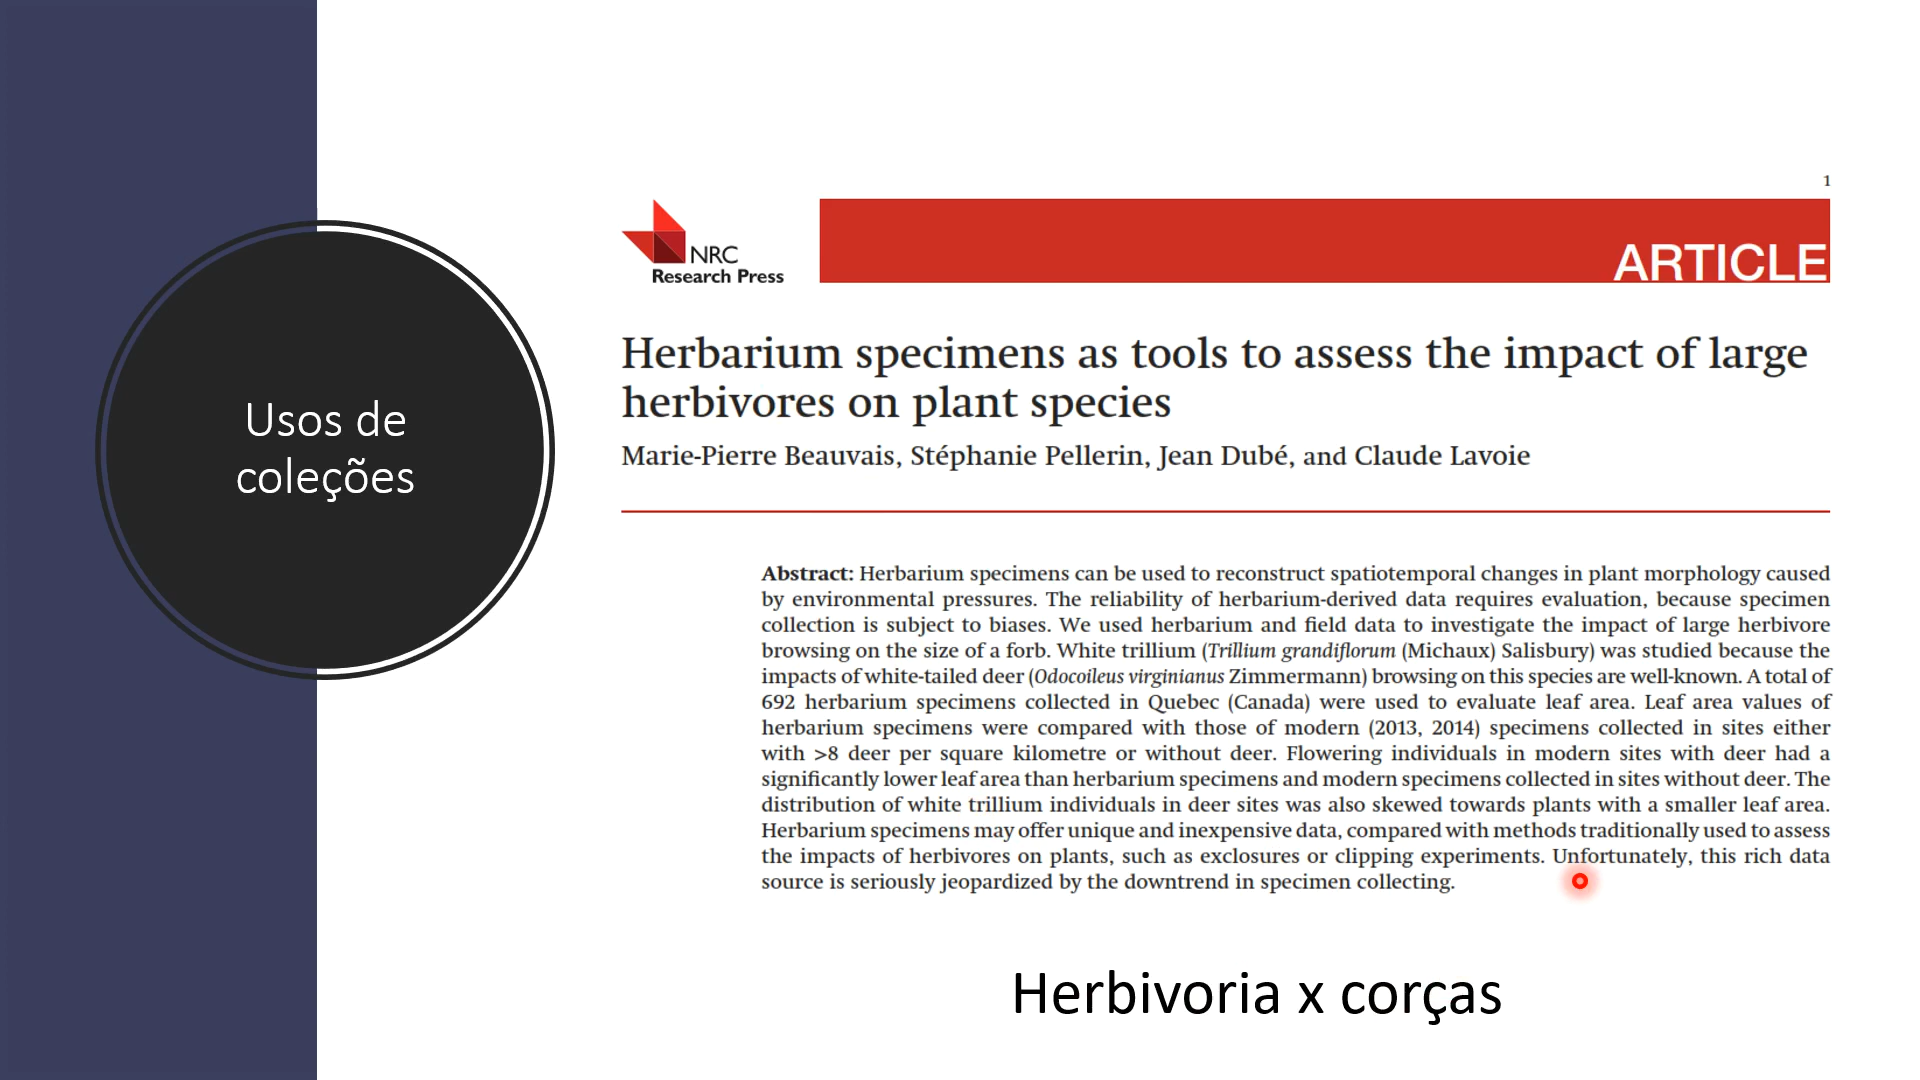 Usos de
coleções
1
NRC
Research Press
ARTICLE
Herbarium specimens as tools to assess the impact of large
herbivores on plant species
Marie-Pierre Beauvais, Stéphanie Pellerin, Jean Dubé, and Claude Lavoie
Abstract: Herbarium specimens can be used to reconstruct spatiotemporal changes in plant morphology caused
by environmental pressures. The reliability of herbarium-derived data requires evaluation, because specimen
collection is subject to biases. We used herbarium and field data to investigate the impact of large herbivore
browsing on the size of a forb. White trillium (Trillium grandiflorum (Michaux) Salisbury) was studied because the
impacts of white-tailed deer (Odocoileus virginianus Zimmermann) browsing on this species are well-known. A total of
692 herbarium specimens collected in Quebec (Canada) were used to evaluate leaf area. Leaf area values of
herbarium specimens were compared with those of modern (2013, 2014) specimens collected in sites either
with >8 deer per square kilometre or without deer. Flowering individuals in modern sites with deer had a
significantly lower leaf area than herbarium specimens and modern specimens collected in sites without deer. The
distribution of white trillium individuals in deer sites was also skewed towards plants with a smaller leaf area.
Herbarium specimens may offer unique and inexpensive data, compared with methods traditionally used to assess
the impacts of herbivores on plants, such as exclosures or clipping experiments. Unfortunately, this rich data
source is seriously jeopardized by the downtrend in specimen collecting.
Herbivoria x corças